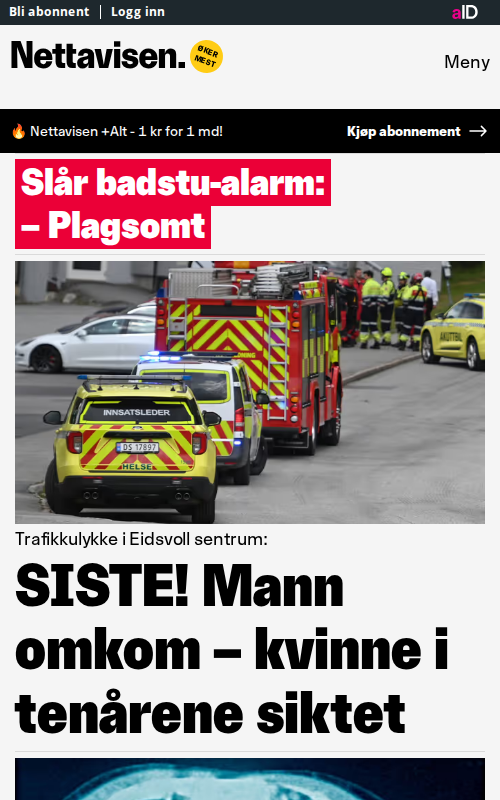 Bli abonnent | Logg inn
aID
Nettavisen.
ØKER
MEST
Meny
Nettavisen +Alt - 1 kr for 1 md!
Kjøp abonnement
Slår badstu-alarm:
– Plagsomt
AKUTTBIL
INNSATSLEDER
DS 17897
HELSE
Trafikkulykke i Eidsvoll sentrum:
SISTE! Mann
omkom – kvinne i
tenårene siktet